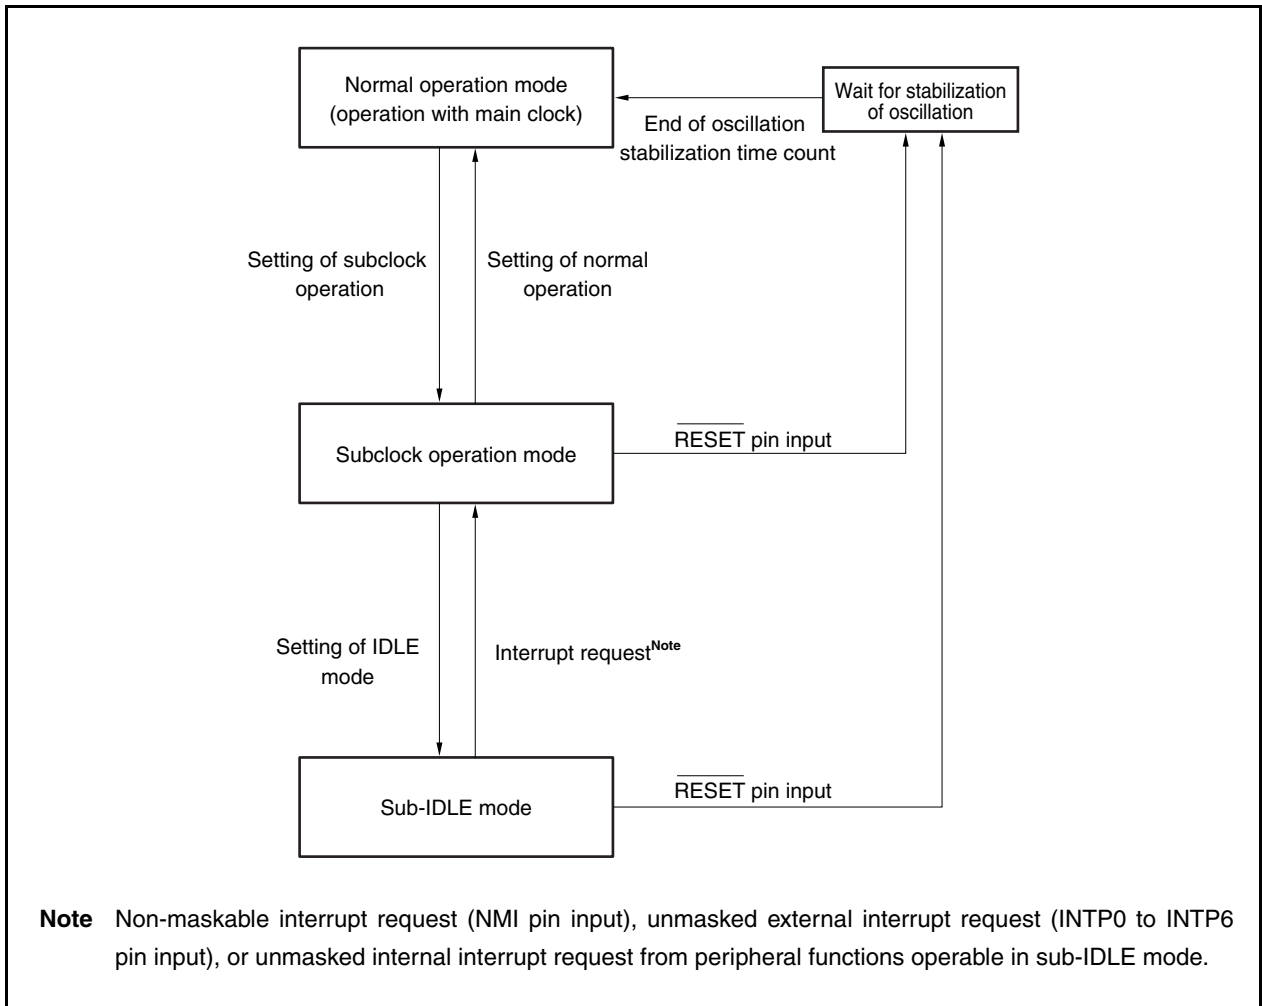 Normal operation mode
(operation with main clock)
Wait for stabilization
of oscillation
End of oscillation
stabilization time count
Setting of subclock
operation
Setting of normal
operation
Subclock operation mode
RESET pin input
Setting of IDLE
mode
Interrupt requestNote
Sub-IDLE mode
RESET pin input
Note Non-maskable interrupt request (NMI pin input), unmasked external interrupt request (INTP0 to INTP6
pin input), or unmasked internal interrupt request from peripheral functions operable in sub-IDLE mode.